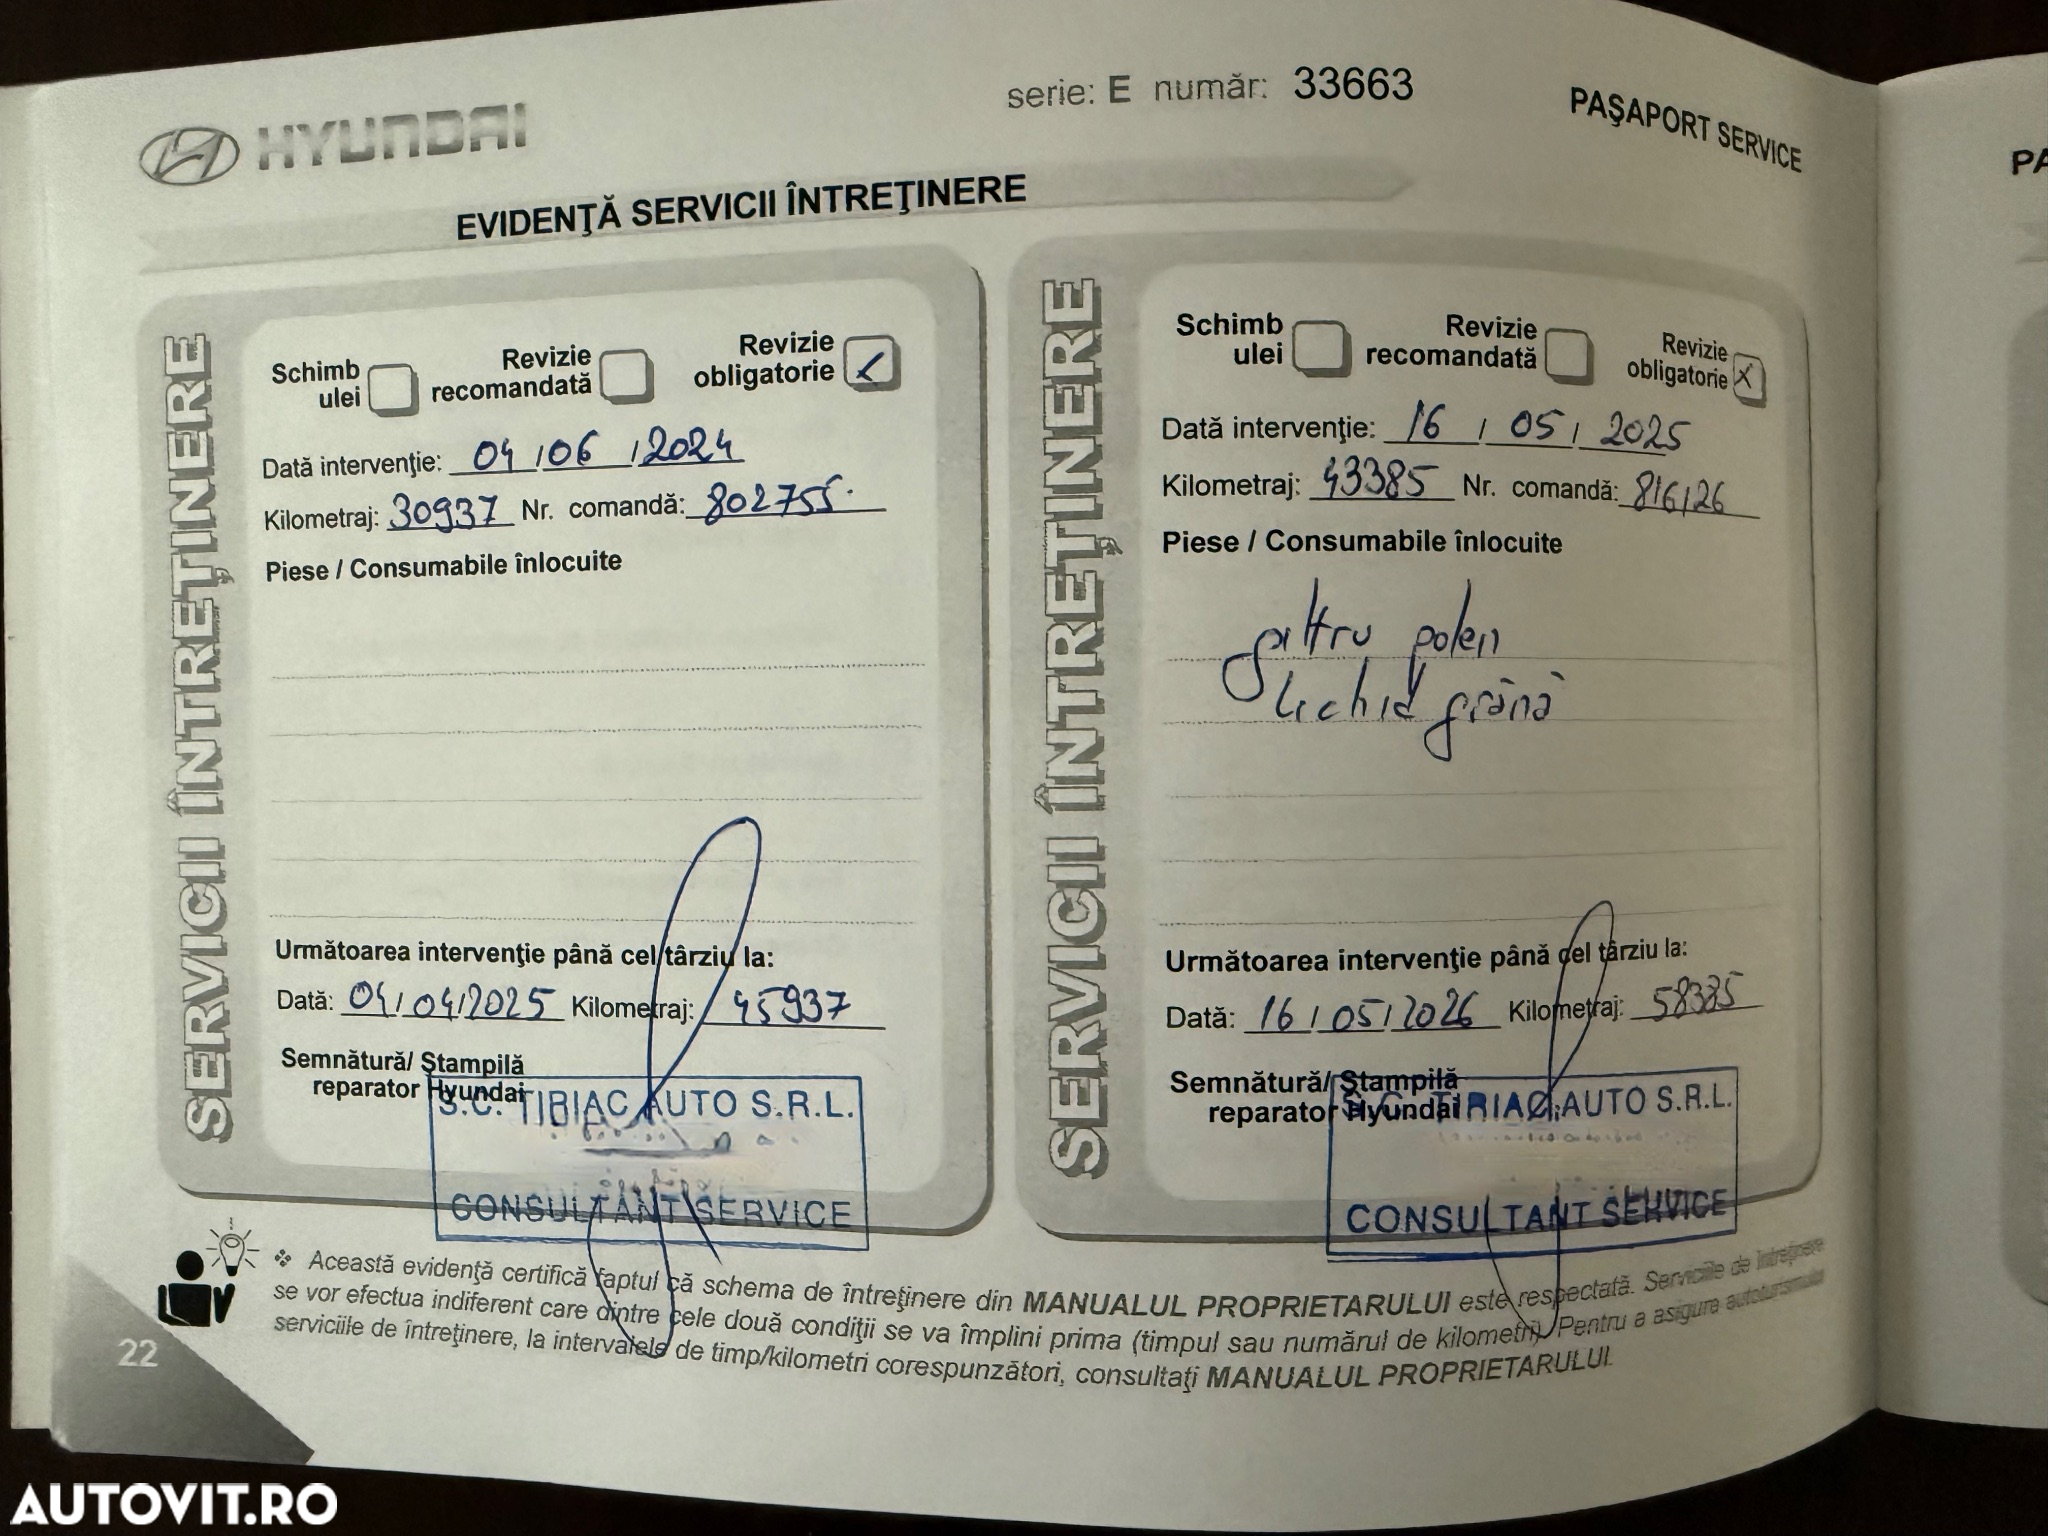 HYUNDAI
serie: E număr: 33663
PAŞAPORT SERVICE
PA
EVIDENŢĂ SERVICII ÎNTREŢINERE
SERVICII ÎNTREŢINERE
Schimb ulei
Revizie recomandată
Revizie obligatorie
Dată intervenţie: 04 / 06 / 2024
Kilometraj: 30937 Nr. comandă: 802755.
Piese / Consumabile înlocuite
Următoarea intervenţie până cel târziu la:
Dată: 04 / 04 / 2025 Kilometraj: 45937
Semnătură/ Ştampilă
reparator Hyundai
S.C. TIRIAC AUTO S.R.L.
CONSULTANT SERVICE
SERVICII ÎNTREŢINERE
Schimb ulei
Revizie recomandată
Revizie obligatorie X
Dată intervenţie: 16 / 05 / 2025
Kilometraj: 43385 Nr. comandă: 816126
Piese / Consumabile înlocuite
filtru polen
lichid frână
Următoarea intervenţie până cel târziu la:
Dată: 16 / 05 / 2026 Kilometraj: 58385
Semnătură/ Ştampilă
reparator Hyundai
S.C. TIRIAC AUTO S.R.L.
CONSULTANT SERVICE
❖ Această evidenţă certifică faptul că schema de întreţinere din MANUALUL PROPRIETARULUI este respectată. Serviciile de întreţinere
se vor efectua indiferent care dintre cele două condiţii se va împlini prima (timpul sau numărul de kilometri). Pentru a asigura autoturismului
serviciile de întreţinere, la intervalele de timp/kilometri corespunzători, consultaţi MANUALUL PROPRIETARULUI.
22
AUTOVIT.RO